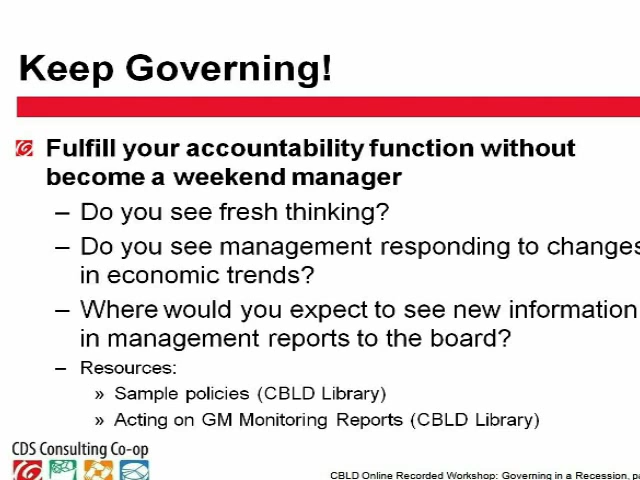 Keep Governing!
Fulfill your accountability function without
become a weekend manager
– Do you see fresh thinking?
– Do you see management responding to changes
in economic trends?
– Where would you expect to see new information
in management reports to the board?
– Resources:
» Sample policies (CBLD Library)
» Acting on GM Monitoring Reports (CBLD Library)
CDS Consulting Co-op
CBLD Online Recorded Workshop: Governing in a Recession, pa